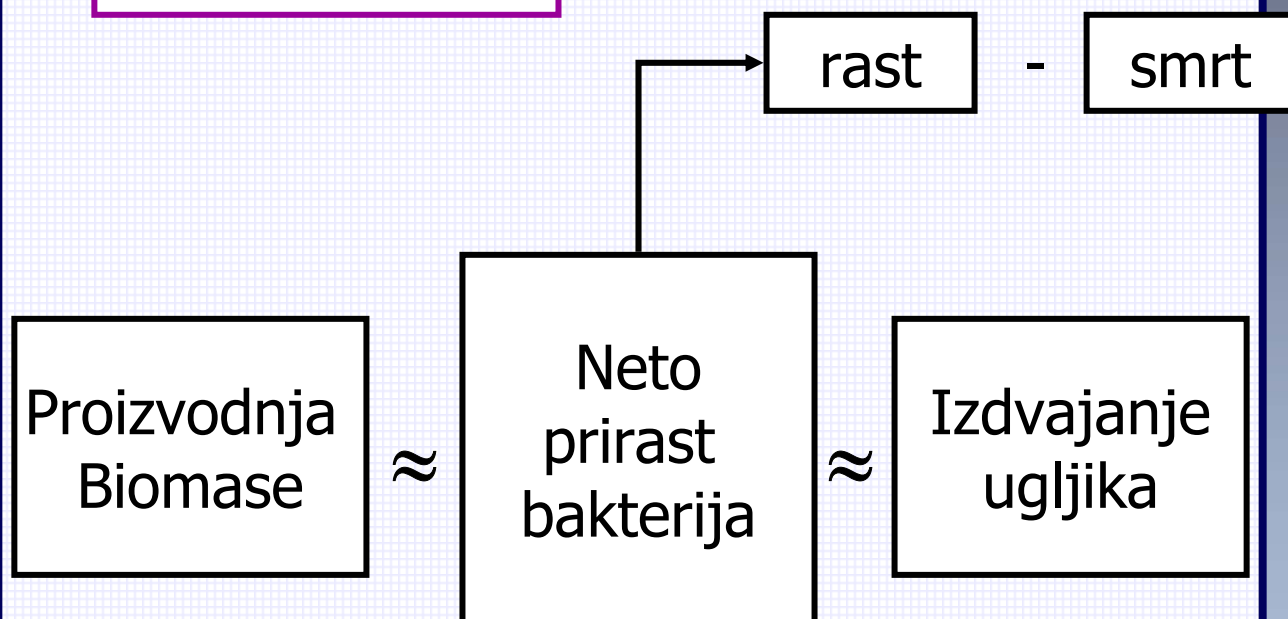 rast - smrt
Neto
prirast
bakterija
Proizvodnja
Biomase
≈
≈
Izdvajanje
ugljika